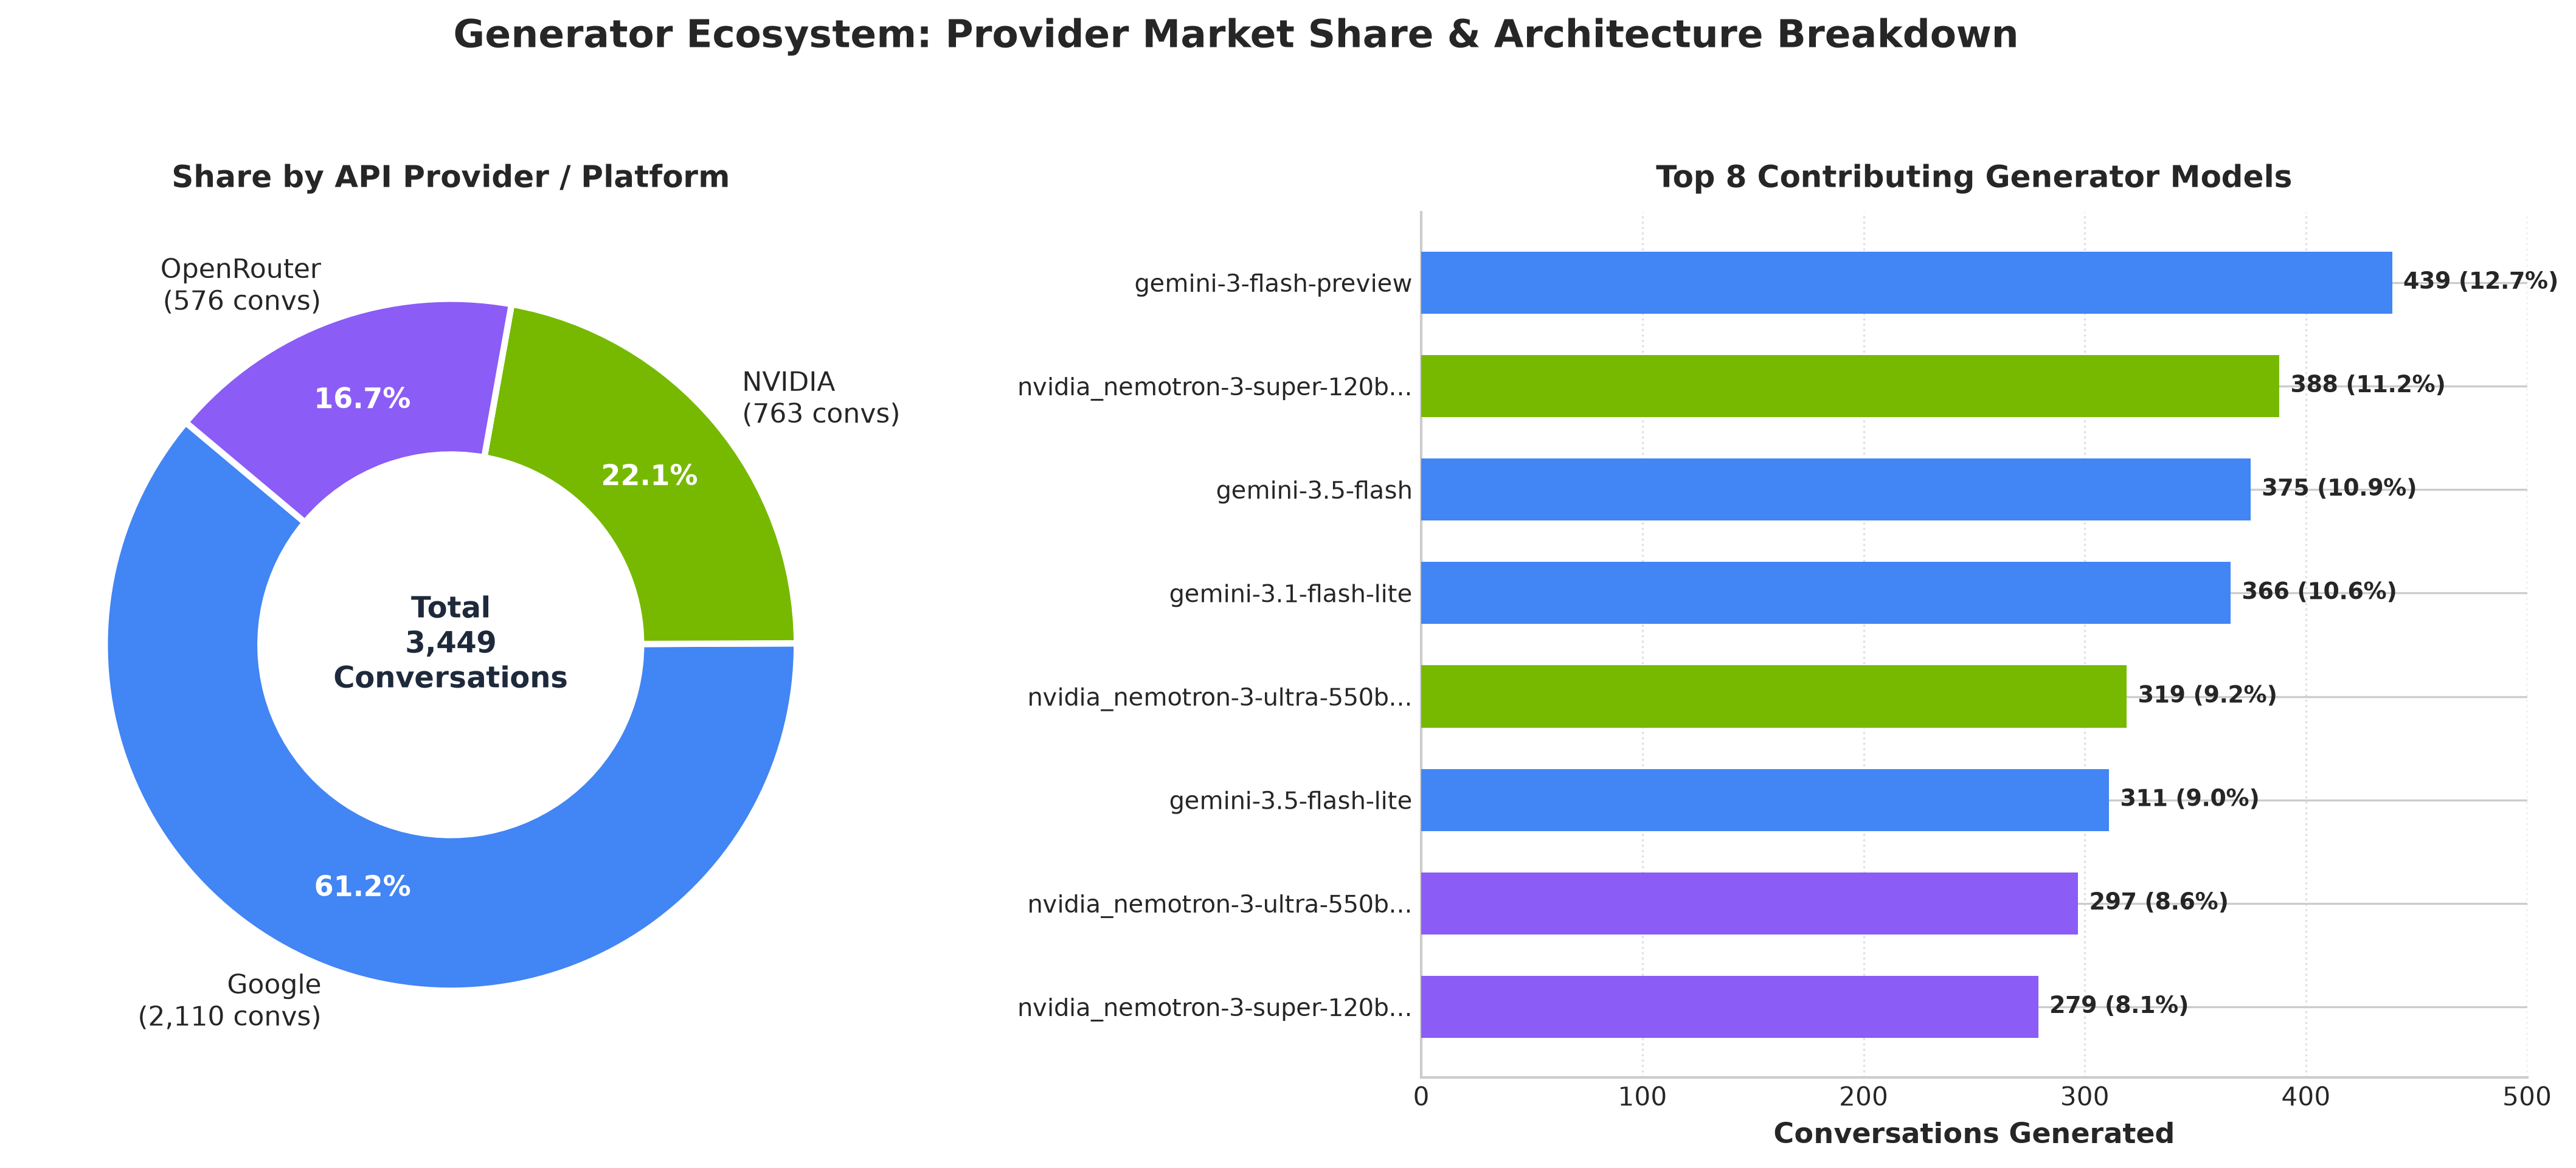 Generator Ecosystem: Provider Market Share & Architecture Breakdown
Share by API Provider / Platform
OpenRouter
(576 convs)
NVIDIA
(763 convs)
16.7%
22.1%
Total
3,449
Conversations
61.2%
Google
(2,110 convs)
Top 8 Contributing Generator Models
gemini-3-flash-preview 439 (12.7%)
nvidia_nemotron-3-super-120b... 388 (11.2%)
gemini-3.5-flash 375 (10.9%)
gemini-3.1-flash-lite 366 (10.6%)
nvidia_nemotron-3-ultra-550b... 319 (9.2%)
gemini-3.5-flash-lite 311 (9.0%)
nvidia_nemotron-3-ultra-550b... 297 (8.6%)
nvidia_nemotron-3-super-120b... 279 (8.1%)
0 100 200 300 400 500
Conversations Generated